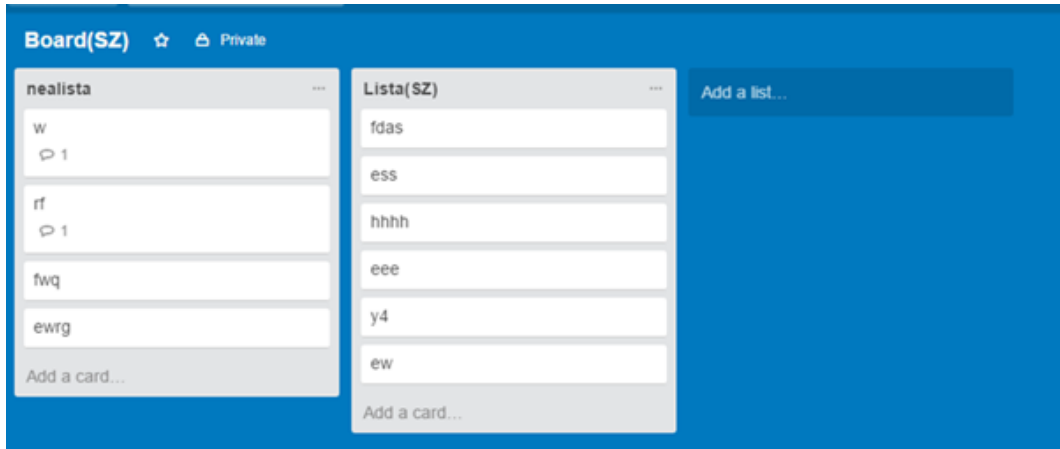 Board(SZ) Private
nealista
w
1
rf
1
fwq
ewrg
Add a card...
Lista(SZ)
fdas
ess
hhhh
eee
y4
ew
Add a card...
Add a list...